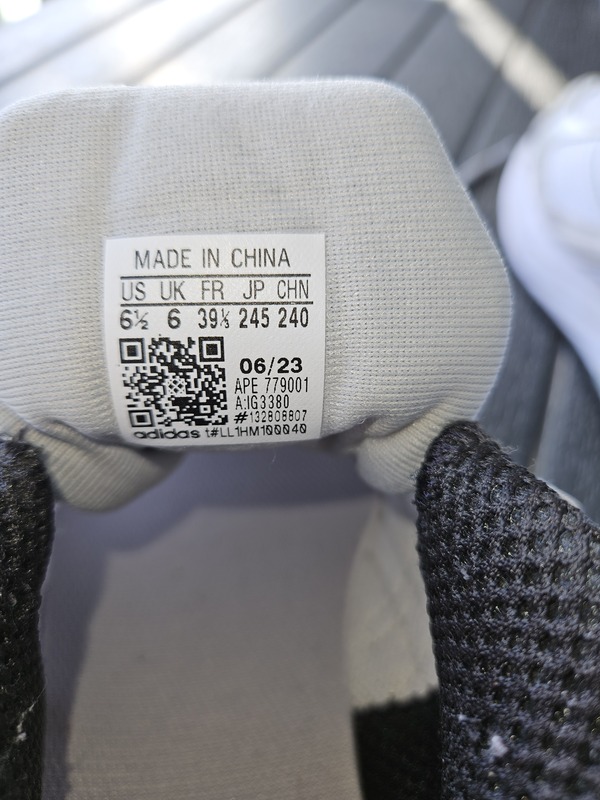 MADE IN CHINA
US UK FR JP CHN
6½ 6 39⅓ 245 240
06/23
APE 779001
A:IG3380
#132808807
adidas t#LL1HM100040